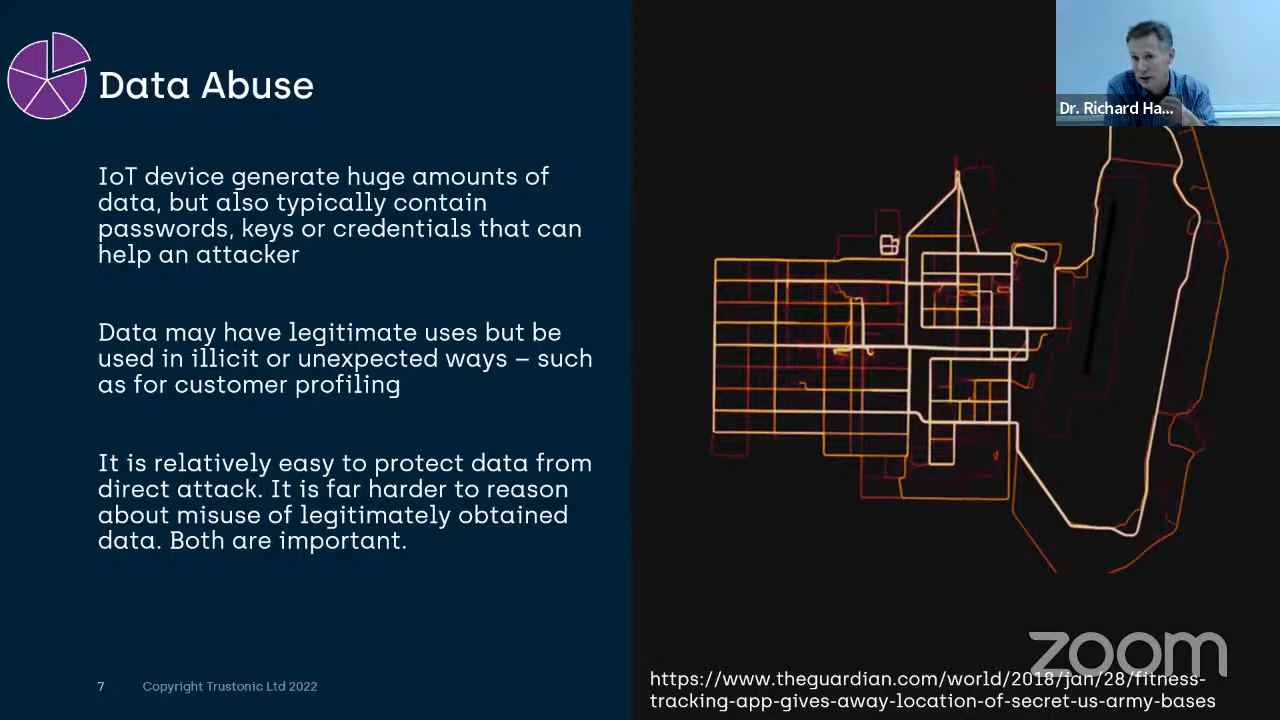 Data Abuse
Dr. Richard Ha...
IoT device generate huge amounts of
data, but also typically contain
passwords, keys or credentials that can
help an attacker
Data may have legitimate uses but be
used in illicit or unexpected ways – such
as for customer profiling
It is relatively easy to protect data from
direct attack. It is far harder to reason
about misuse of legitimately obtained
data. Both are important.
zoom
https://www.theguardian.com/world/2018/jan/28/fitness-
tracking-app-gives-away-location-of-secret-us-army-bases
7
Copyright Trustonic Ltd 2022